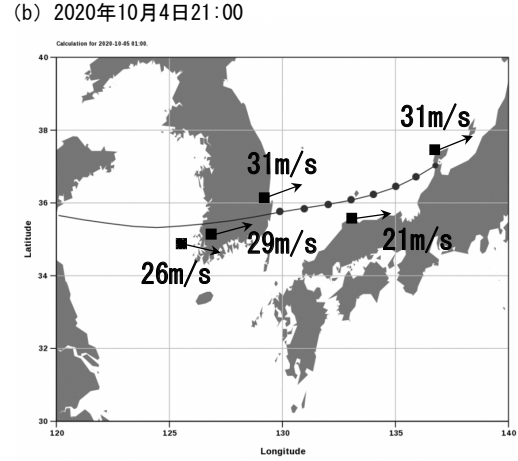 (b) 2020年10月4日21:00
Calculation for 2020-10-05 01:00.
40
38
36
34
32
30
Latitude
31m/s
31m/s
29m/s
21m/s
26m/s
120
125
130
135
140
Longitude